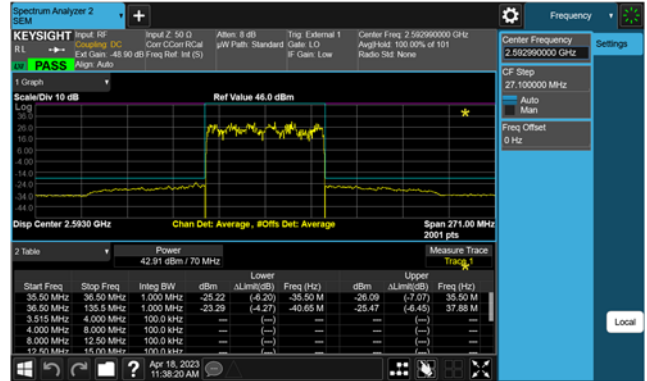 Spectrum Analyzer 2
SEM
Frequency
KEYSIGHT
RL
PASS
Input: RF
Coupling: DC
Ext Gain: -48.90 dB
Align: Auto
Input Z: 50 Ω
Corr CCorr RCal
Freq Ref: Int (S)
Atten: 8 dB
µW Path: Standard
Trig: External 1
Gate: LO
IF Gain: Low
Center Freq: 2.592990000 GHz
Avg|Hold: 100.00% of 101
Radio Std: None
Center Frequency
2.592990000 GHz
Settings
CF Step
27.100000 MHz
Auto
Man
Freq Offset
0 Hz
1 Graph
Scale/Div 10 dB
Ref Value 46.0 dBm
Log
36.0
26.0
16.0
6.00
-4.00
-14.0
-24.0
-34.0
-44.0
Disp Center 2.5930 GHz
Chan Det: Average, #Offs Det: Average
Span 271.00 MHz
2001 pts
2 Table
Power
42.91 dBm / 70 MHz
Measure Trace
Trace 1
Lower Upper
Start Freq Stop Freq Integ BW dBm ΔLimit(dB) Freq (Hz) dBm ΔLimit(dB) Freq (Hz)
35.50 MHz 36.50 MHz 1.000 MHz -25.22 (-6.20) -35.50 M -26.09 (-7.07) 35.50 M
36.50 MHz 135.5 MHz 1.000 MHz -23.29 (-4.27) -40.65 M -25.47 (-6.45) 37.88 M
3.515 MHz 4.000 MHz 100.0 kHz --- (---) --- (---)
4.000 MHz 8.000 MHz 100.0 kHz --- (---) --- (---)
8.000 MHz 12.50 MHz 100.0 kHz --- (---) --- (---)
12.50 MHz 15.00 MHz 100.0 kHz --- (---) --- (---)
Local
?
Apr 18, 2023
11:38:20 AM